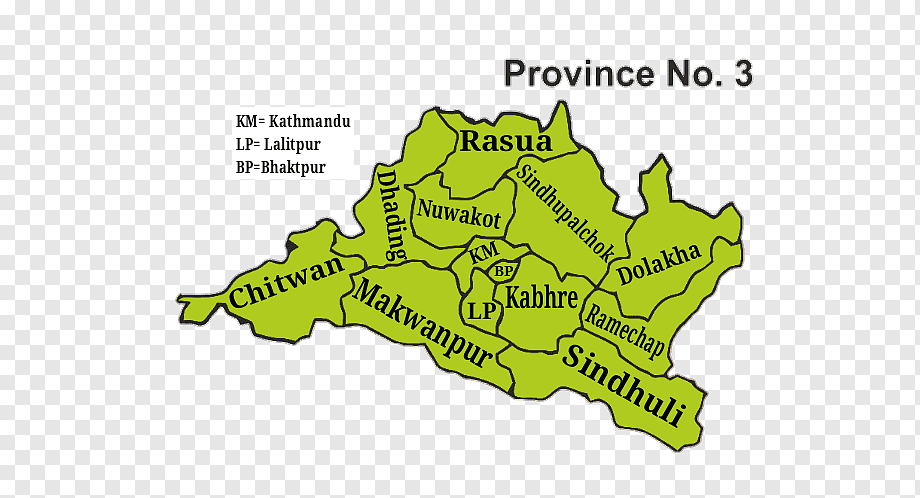 Province No. 3
KM= Kathmandu
LP= Lalitpur
BP=Bhaktpur
Rasua
Sindhupalchok
Dhading
Nuwakot
KM
BP
Dolakha
Chitwan
Makwanpur
LP
Kabhre
Ramechap
Sindhuli